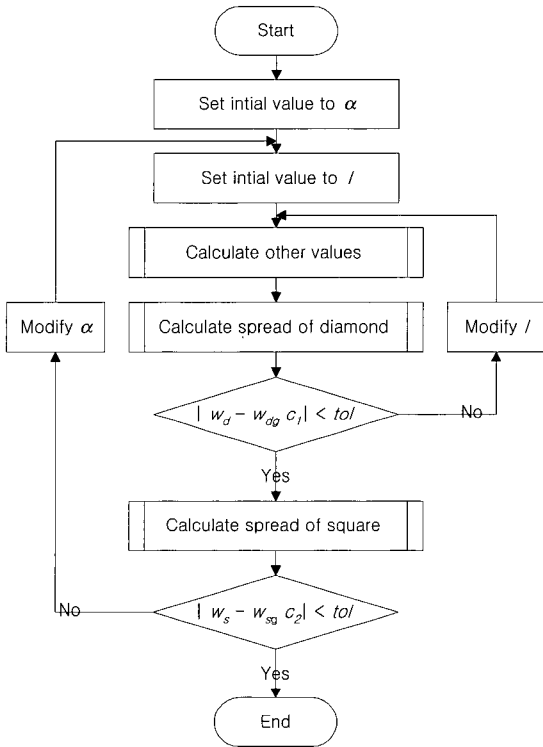 Start
Set intial value to α
Set intial value to l
Calculate other values
Modify α
Calculate spread of diamond
Modify l
| w_d − w_dg c_1| < tol
No
Yes
Calculate spread of square
| w_s − w_sg c_2| < tol
No
Yes
End